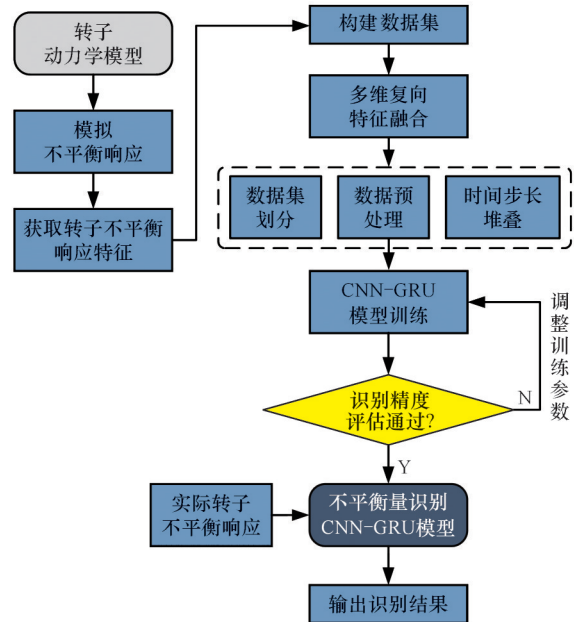 转子
动力学模型
模拟
不平衡响应
获取转子不平衡
响应特征
构建数据集
多维复向
特征融合
数据集
划分
数据预
处理
时间步长
堆叠
CNN-GRU
模型训练
调整训练参数
识别精度
评估通过?
N
Y
实际转子
不平衡响应
不平衡量识别
CNN-GRU模型
输出识别结果